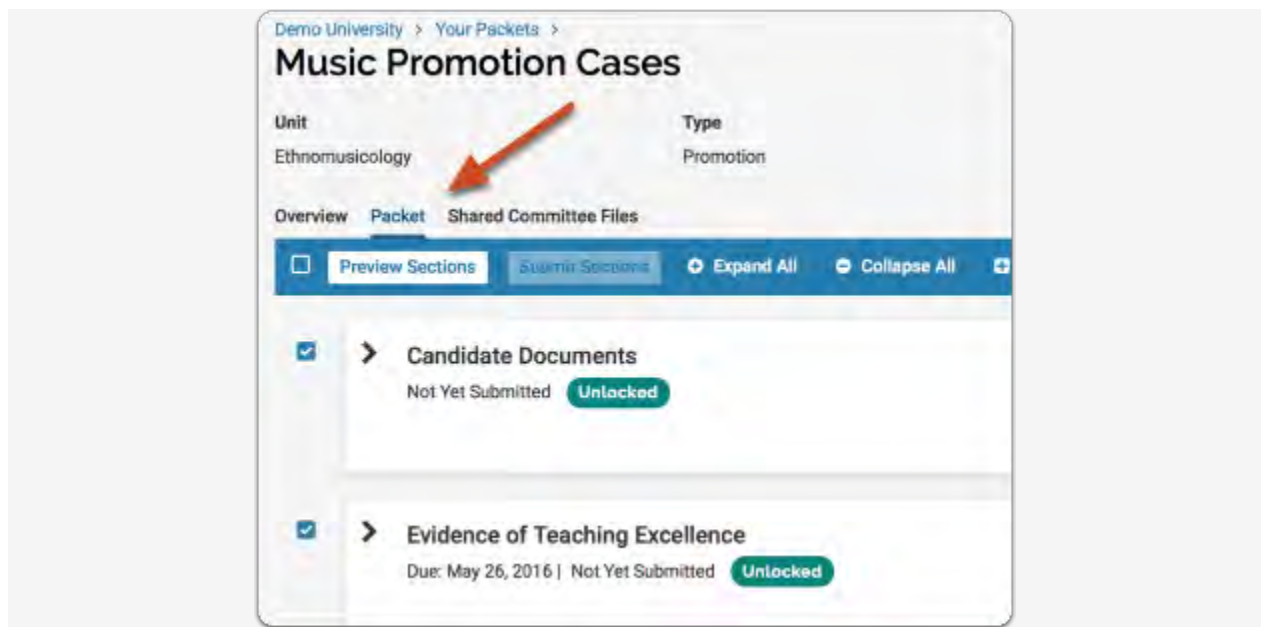 Demo University > Your Packets >
Music Promotion Cases
Unit Type
Ethnomusicology Promotion
Overview Packet Shared Committee Files
Preview Sections Submit Sections Expand All Collapse All
Candidate Documents
Not Yet Submitted Unlocked
Evidence of Teaching Excellence
Due: May 26, 2016 | Not Yet Submitted Unlocked